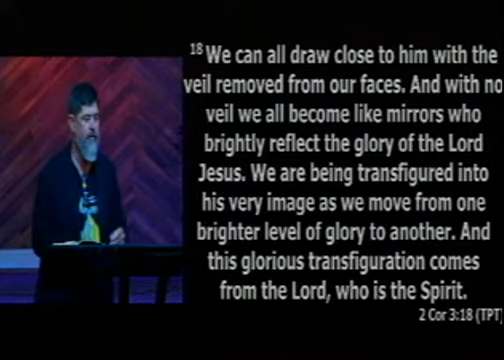 18 We can all draw close to him with the
veil removed from our faces. And with no
veil we all become like mirrors who
brightly reflect the glory of the Lord
Jesus. We are being transfigured into
his very image as we move from one
brighter level of glory to another. And
this glorious transfiguration comes
from the Lord, who is the Spirit.
2 Cor 3:18 (TPT)